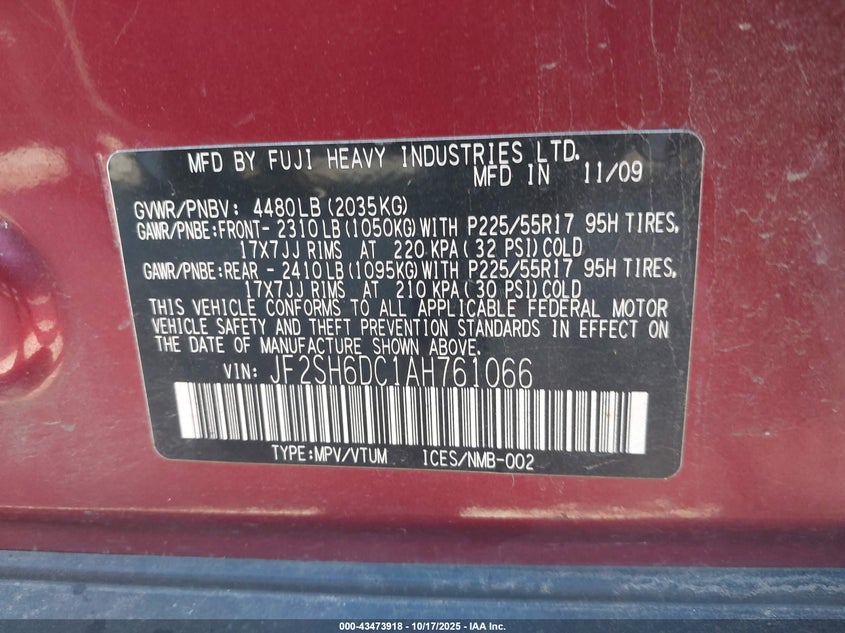 MFD BY FUJI HEAVY INDUSTRIES LTD.
MFD IN 11/09
GVWR/PNBV: 4480LB(2035KG)
GAWR/PNBE:FRONT- 2310LB(1050KG)WITH P225/55R17 95H TIRES,
17X7JJ RIMS AT 220KPA(32 PSI)COLD
GAWR/PNBE:REAR - 2410LB(1095KG)WITH P225/55R17 95H TIRES,
17X7JJ RIMS AT 210KPA(30 PSI)COLD
THIS VEHICLE CONFORMS TO ALL APPLICABLE FEDERAL MOTOR
VEHICLE SAFETY AND THEFT PREVENTION STANDARDS IN EFFECT ON
THE DATE OF MANUFACTURE SHOWN ABOVE.
VIN: JF2SH6DC1AH761066
TYPE:MPV/VTUM ICES/NMB-002
000-43473918 - 10/17/2025 - IAA Inc.